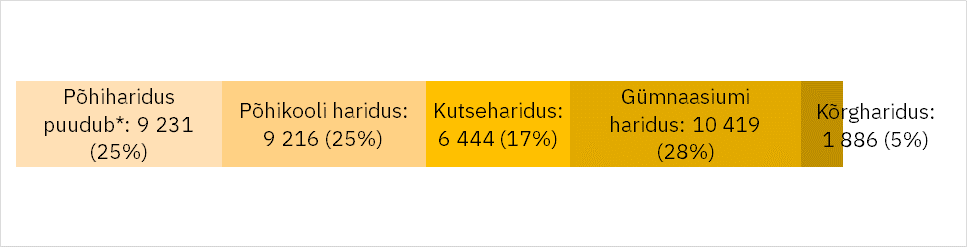 Põhiharidus
puudub*: 9 231
(25%)
Põhikooli haridus:
9 216 (25%)
Kutseharidus:
6 444 (17%)
Gümnaasiumi
haridus: 10 419
(28%)
Kõrgharidus:
1 886 (5%)